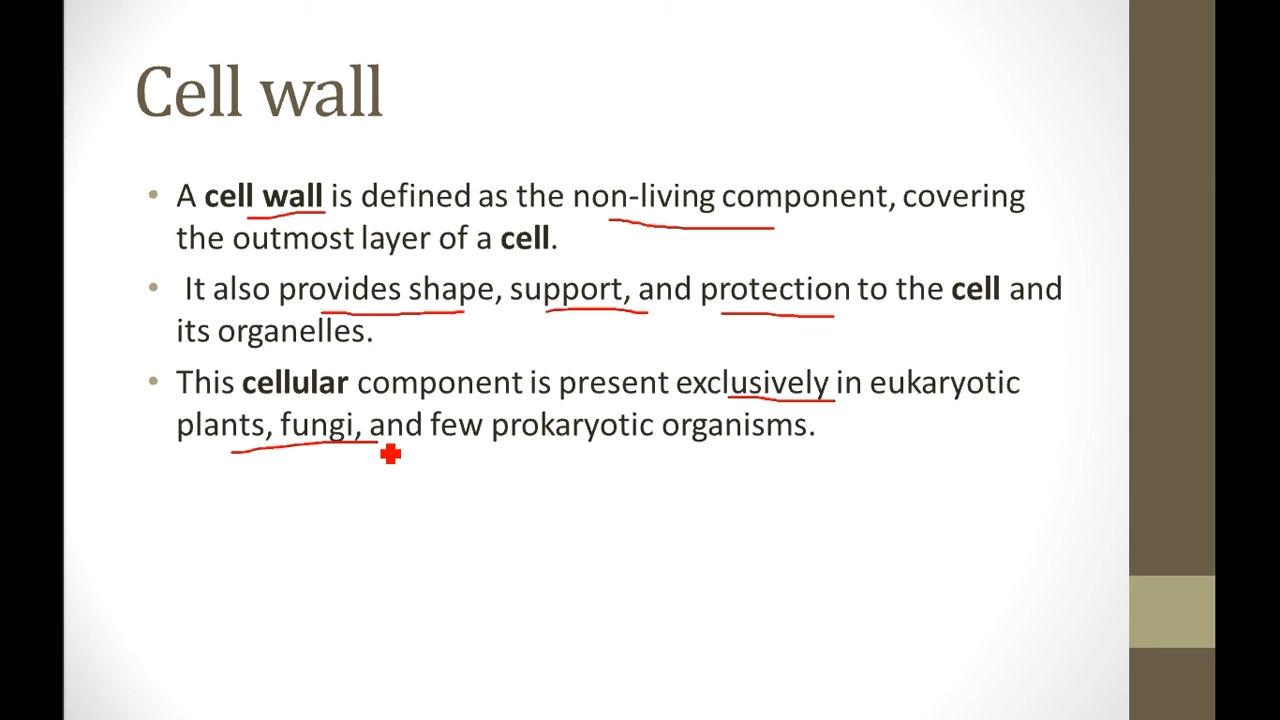 Cell wall
• A cell wall is defined as the non-living component, covering
the outmost layer of a cell.
• It also provides shape, support, and protection to the cell and
its organelles.
• This cellular component is present exclusively in eukaryotic
plants, fungi, and few prokaryotic organisms.